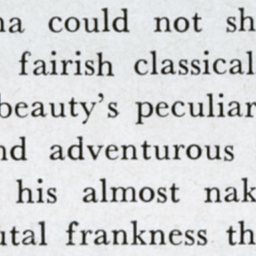 na could not sh
fairish classical
beauty's peculiar
nd adventurous
his almost nak
utal frankness th